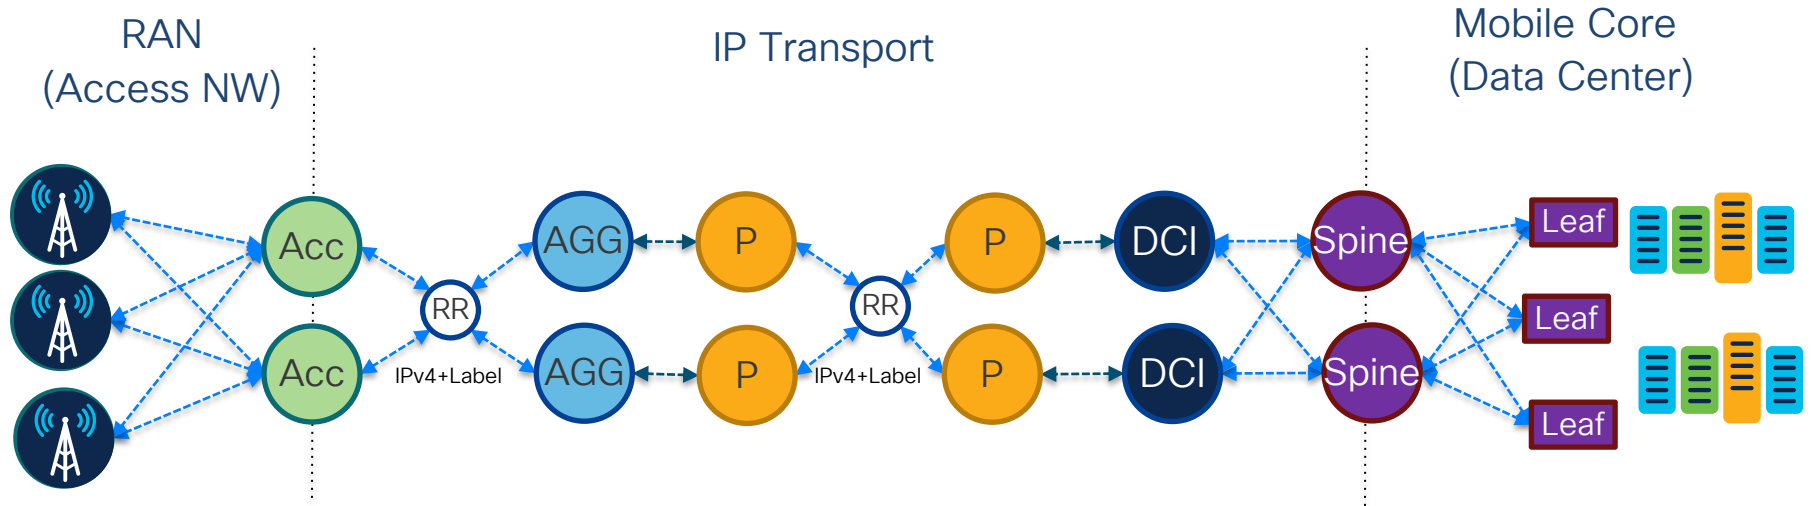 RAN
(Access NW)
IP Transport
Mobile Core
(Data Center)
Acc
AGG
P
P
DCI
Spine
Leaf
RR
RR
Leaf
Acc
IPv4+Label
AGG
P
IPv4+Label
P
DCI
Spine
Leaf